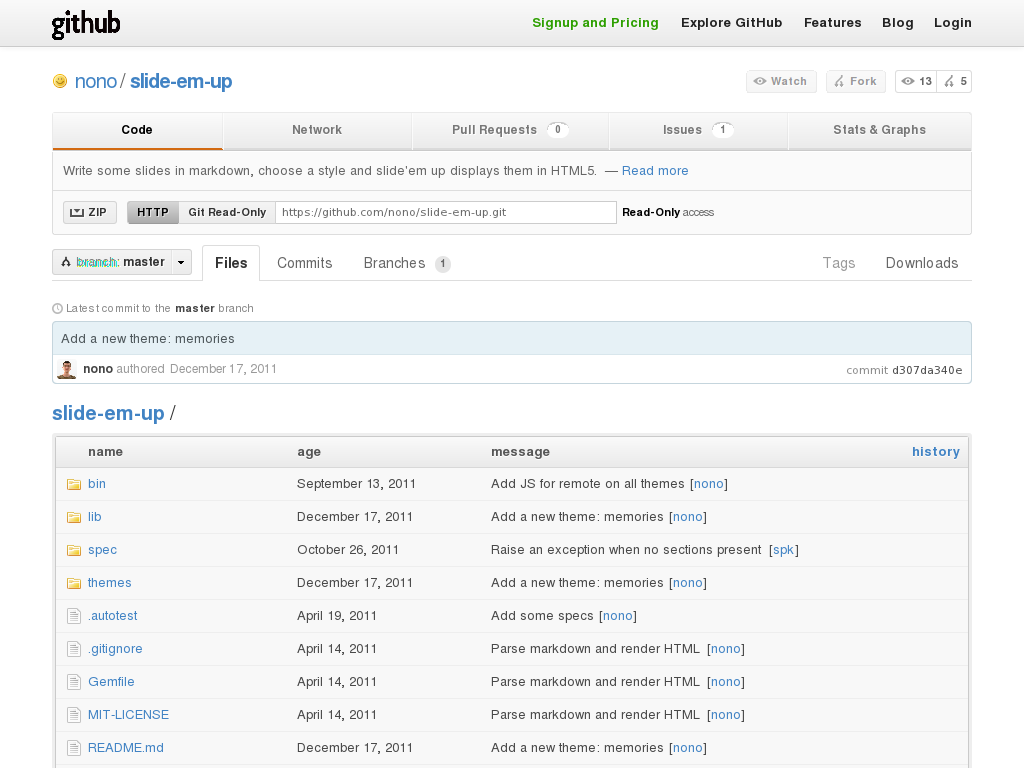 github
Signup and Pricing Explore GitHub Features Blog Login
nono / slide-em-up
Watch Fork 13 5
Code Network Pull Requests 0 Issues 1 Stats & Graphs
Write some slides in markdown, choose a style and slide'em up displays them in HTML5. — Read more
ZIP HTTP Git Read-Only https://github.com/nono/slide-em-up.git Read-Only access
branch: master Files Commits Branches 1 Tags Downloads
Latest commit to the master branch
Add a new theme: memories
nono authored December 17, 2011 commit d307da340e
slide-em-up /
name age message history
bin September 13, 2011 Add JS for remote on all themes [nono]
lib December 17, 2011 Add a new theme: memories [nono]
spec October 26, 2011 Raise an exception when no sections present [spk]
themes December 17, 2011 Add a new theme: memories [nono]
.autotest April 19, 2011 Add some specs [nono]
.gitignore April 14, 2011 Parse markdown and render HTML [nono]
Gemfile April 14, 2011 Parse markdown and render HTML [nono]
MIT-LICENSE April 14, 2011 Parse markdown and render HTML [nono]
README.md December 17, 2011 Add a new theme: memories [nono]